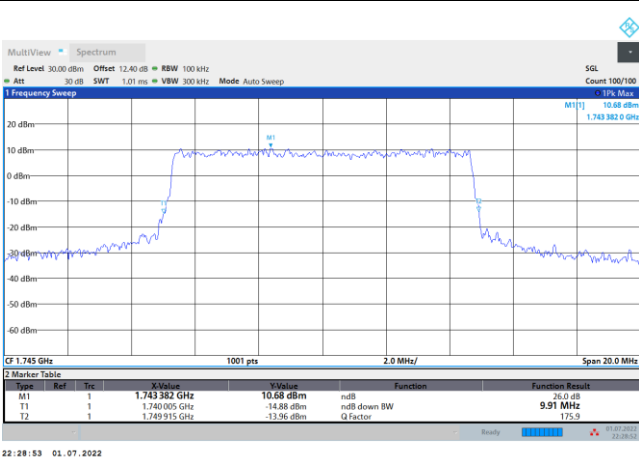 MultiView Spectrum
Ref Level 30.00 dBm Offset 12.40 dB RBW 100 kHz SGL
Att 30 dB SWT 1.01 ms VBW 300 kHz Mode Auto Sweep Count 100/100
1 Frequency Sweep 1Pk Max
M1[1] 10.68 dBm
1.743 382 0 GHz
20 dBm
M1
10 dBm
0 dBm
T1
T2
-10 dBm
-20 dBm
-30 dBm
-40 dBm
-50 dBm
-60 dBm
CF 1.745 GHz 1001 pts 2.0 MHz/ Span 20.0 MHz
2 Marker Table
Type Ref Trc X-Value Y-Value Function Function Result
M1 1 1.743 382 GHz 10.68 dBm ndB 26.0 dB
T1 1 1.740 005 GHz -14.88 dBm ndB down BW 9.91 MHz
T2 1 1.749 915 GHz -13.96 dBm Q Factor 175.9
Ready 01.07.2022
22:28:52
22:28:53 01.07.2022